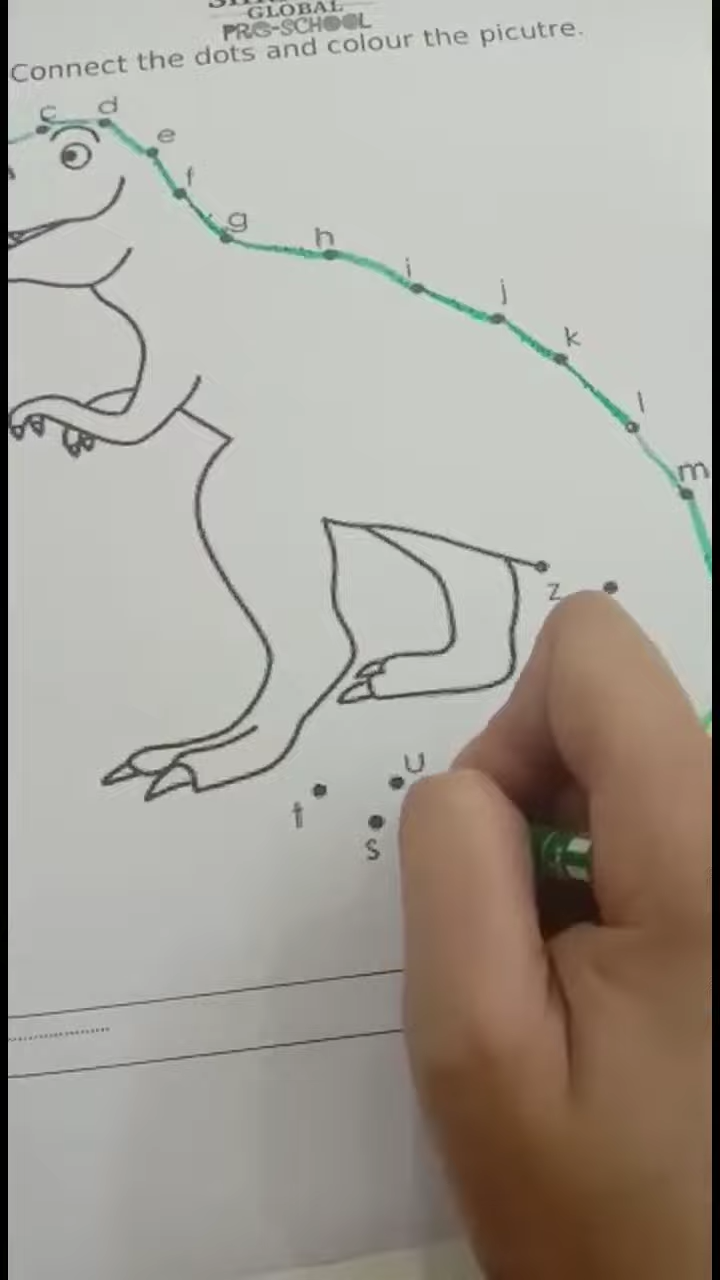 GLOBAL
PRE-SCHOOL
Connect the dots and colour the picutre.
c
d
e
f
g
h
i
j
k
l
m
z
u
t
s